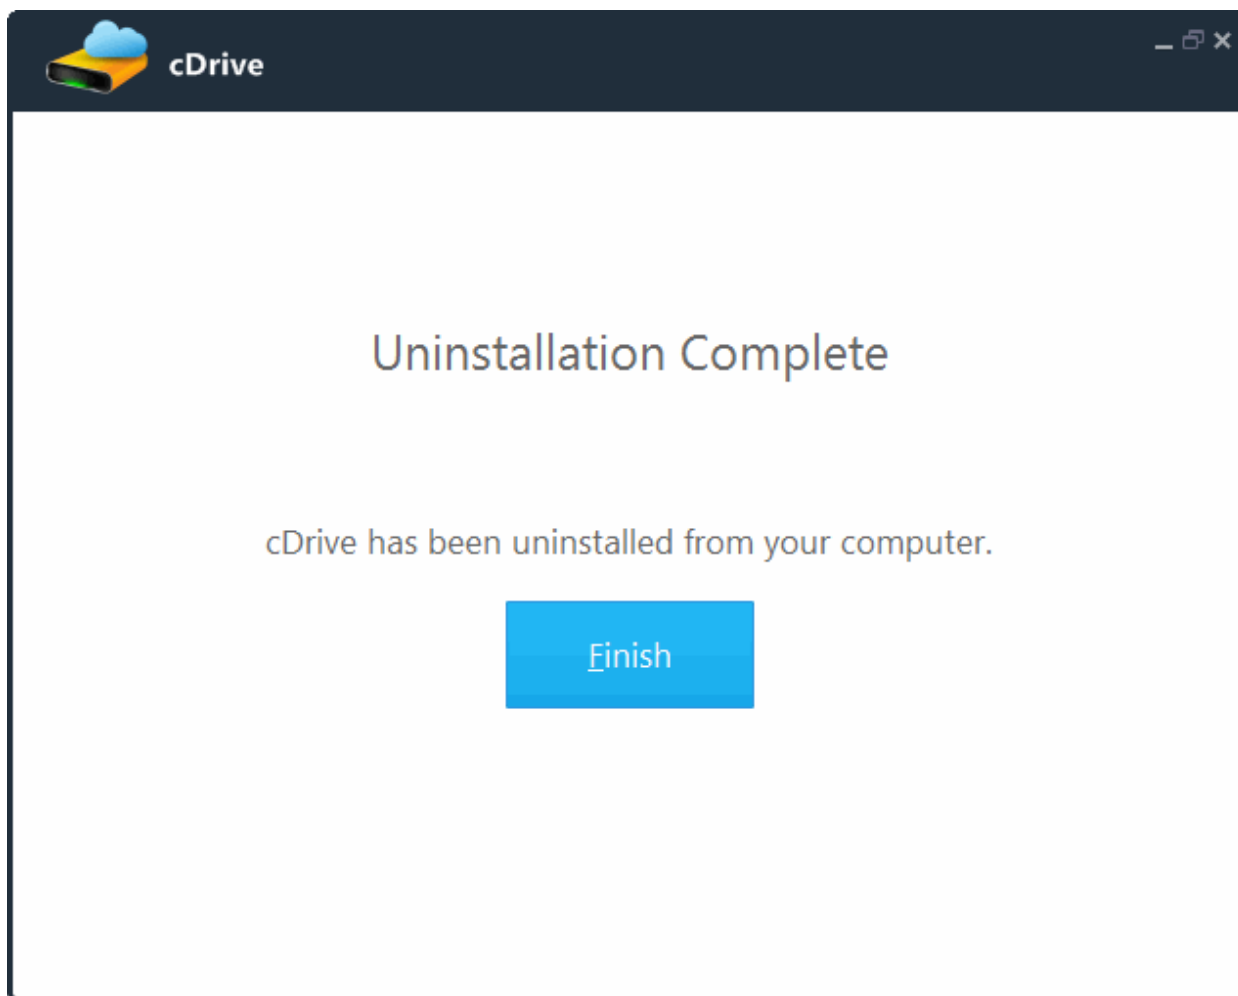 cDrive
Uninstallation Complete
cDrive has been uninstalled from your computer.
Finish